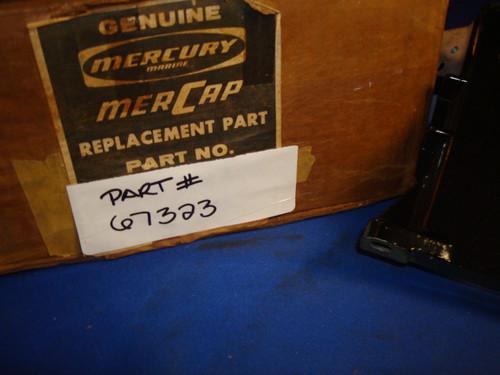 GENUINE
MERCURY
MARINE
MERCAP
REPLACEMENT PART
PART NO.
PART #
67323